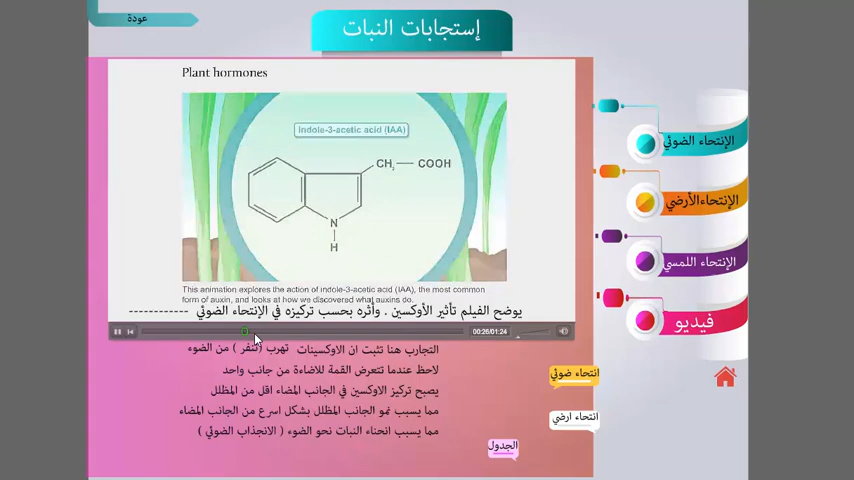 عودة
إستجابات النبات
Plant hormones
Indole-3-acetic acid (IAA)
CH2 — COOH
N
H
This animation explores the action of indole-3-acetic acid (IAA), the most common
form of auxin, and looks at how we discovered what auxins do.
يوضح الفيلم تأثير الأوكسين . وأثره بحسب تركيزه في الإنتحاء الضوئي -----------
00:26/01:24
التجارب هنا تثبت ان الاوكسينات تهرب (تنفر ) من الضوء
لاحظ عندما تتعرض القمة للاضاءة من جانب واحد
يصبح تركيز الاوكسين في الجانب المضاء اقل من المظلل
مما يسبب نمو الجانب المظلل بشكل اسرع من الجانب المضاء
مما يسبب انحناء النبات نحو الضوء ( الانجذاب الضوئي )
الإنتحاء الضوئي
الإنتحاءالأرضي
الإنتحاء اللمسي
فيديو
انتحاء ضوئي
انتحاء ارضي
الجدول